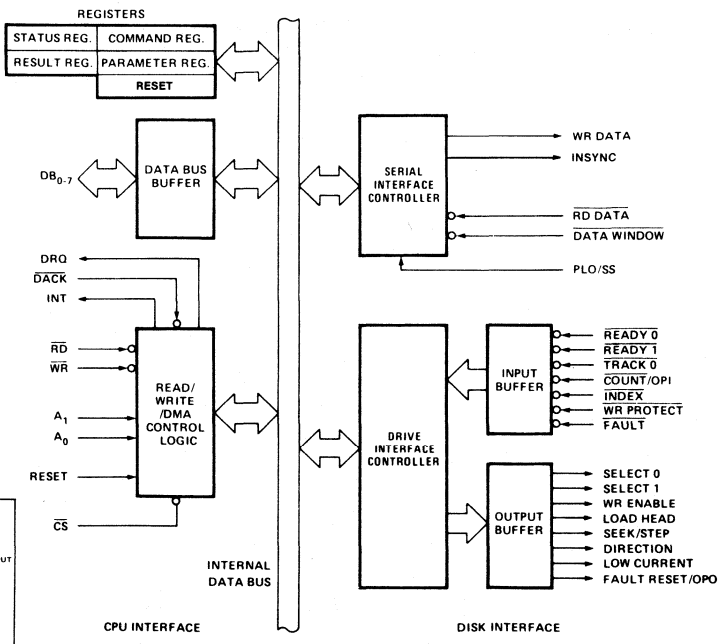 REGISTERS
STATUS REG. COMMAND REG.
RESULT REG. PARAMETER REG.
RESET
DB0-7
DATA BUS
BUFFER
DRQ
DACK
INT
RD
WR
A1
A0
RESET
CS
READ/
WRITE
/DMA
CONTROL
LOGIC
UT
INTERNAL
DATA BUS
CPU INTERFACE
SERIAL
INTERFACE
CONTROLLER
WR DATA
INSYNC
RD DATA
DATA WINDOW
PLO/SS
DRIVE
INTERFACE
CONTROLLER
INPUT
BUFFER
READY 0
READY 1
TRACK 0
COUNT/OPI
INDEX
WR PROTECT
FAULT
OUTPUT
BUFFER
SELECT 0
SELECT 1
WR ENABLE
LOAD HEAD
SEEK/STEP
DIRECTION
LOW CURRENT
FAULT RESET/OPO
DISK INTERFACE